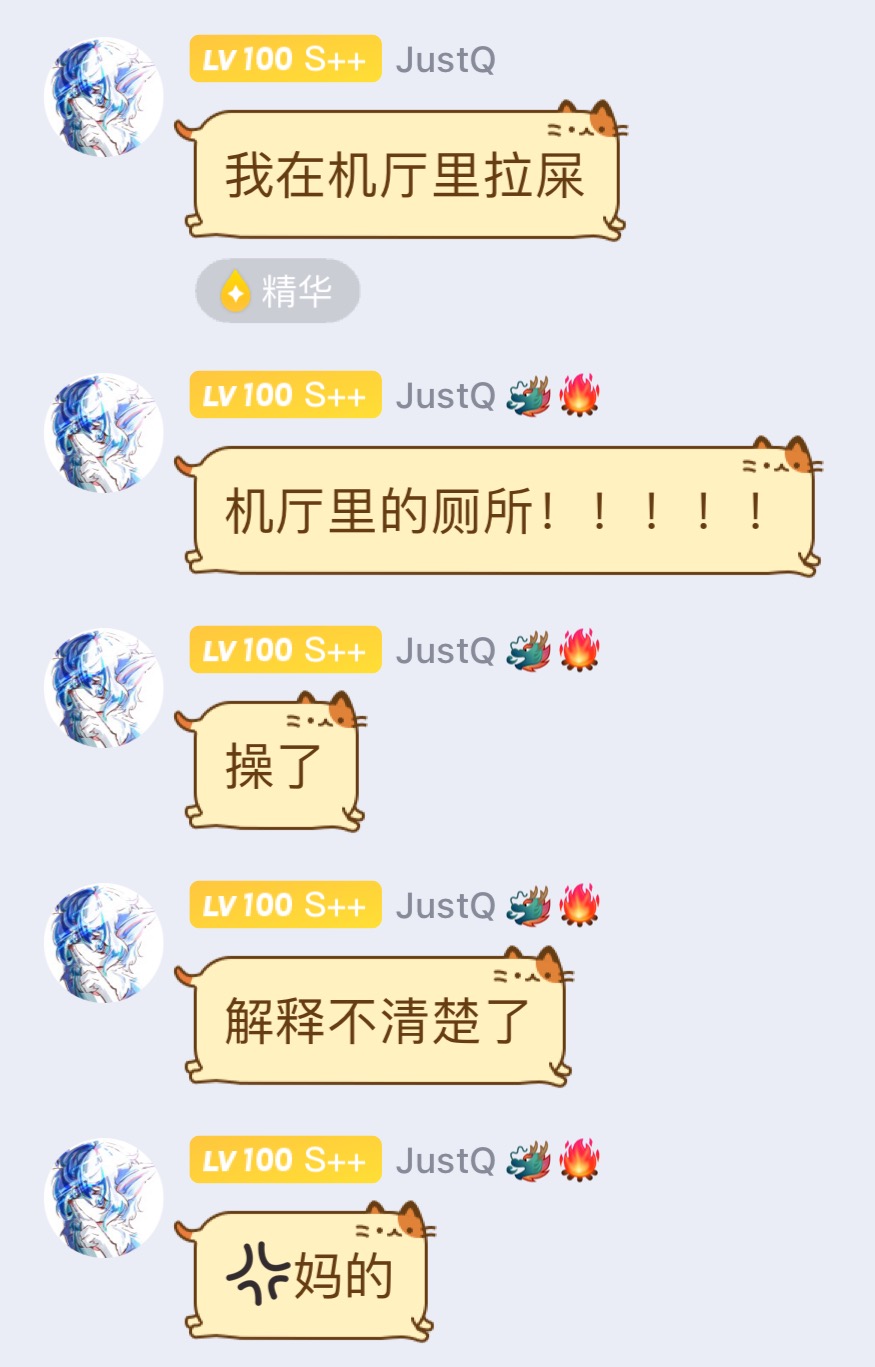 LV 100 S++ JustQ
我在机厅里拉屎
精华
LV 100 S++ JustQ 🐲🔥
机厅里的厕所！！！！！
LV 100 S++ JustQ 🐲🔥
操了
LV 100 S++ JustQ 🐲🔥
解释不清楚了
LV 100 S++ JustQ 🐲🔥
💢妈的